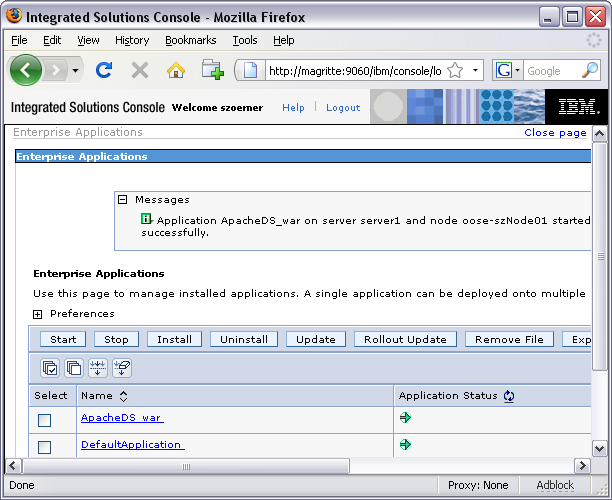 Integrated Solutions Console - Mozilla Firefox
File Edit View History Bookmarks Tools Help
http://magritte:9060/ibm/console/lo G Google
Integrated Solutions Console Welcome szoerner Help Logout IBM.
Enterprise Applications Close page
Enterprise Applications
Messages
Application ApacheDS_war on server server1 and node oose-szNode01 started
successfully.
Enterprise Applications
Use this page to manage installed applications. A single application can be deployed onto multiple
Preferences
Start Stop Install Uninstall Update Rollout Update Remove File Exp
Select Name Application Status
ApacheDS_war
DefaultApplication
Done Proxy: None Adblock